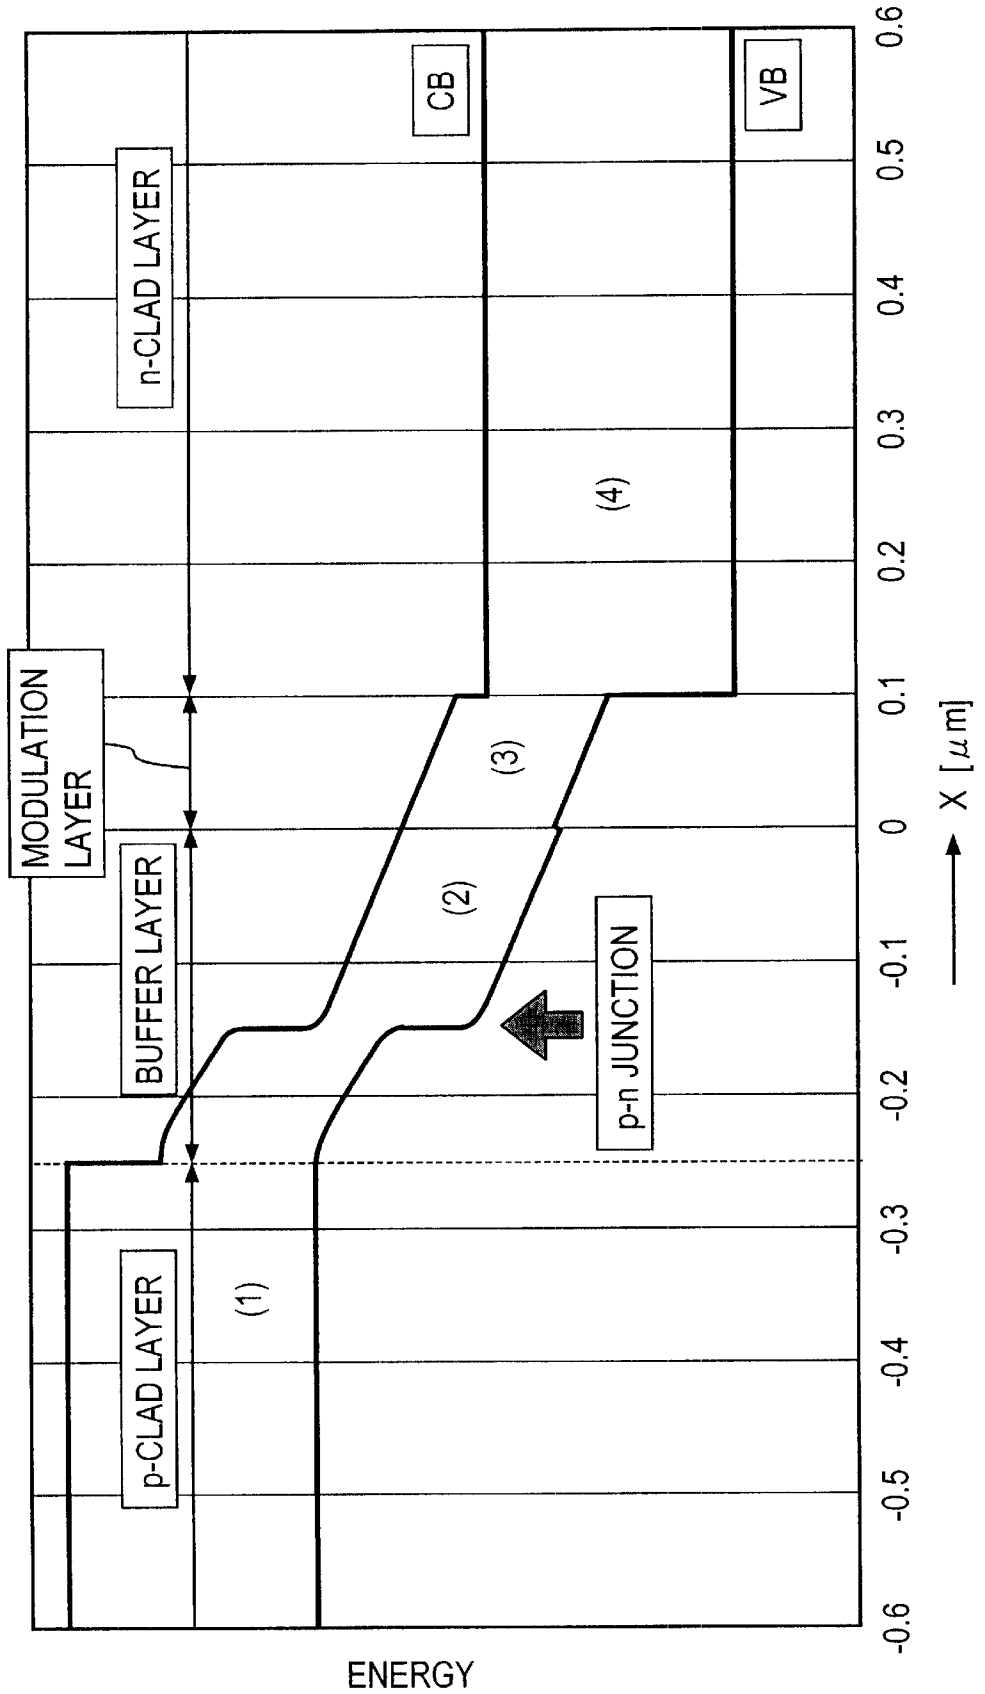 MODULATION
LAYER
p-CLAD LAYER
BUFFER LAYER
n-CLAD LAYER
CB
VB
(1)
(2)
(3)
(4)
p-n JUNCTION
ENERGY
-0.6
-0.5
-0.4
-0.3
-0.2
-0.1
0
0.1
0.2
0.3
0.4
0.5
0.6
X [μm]